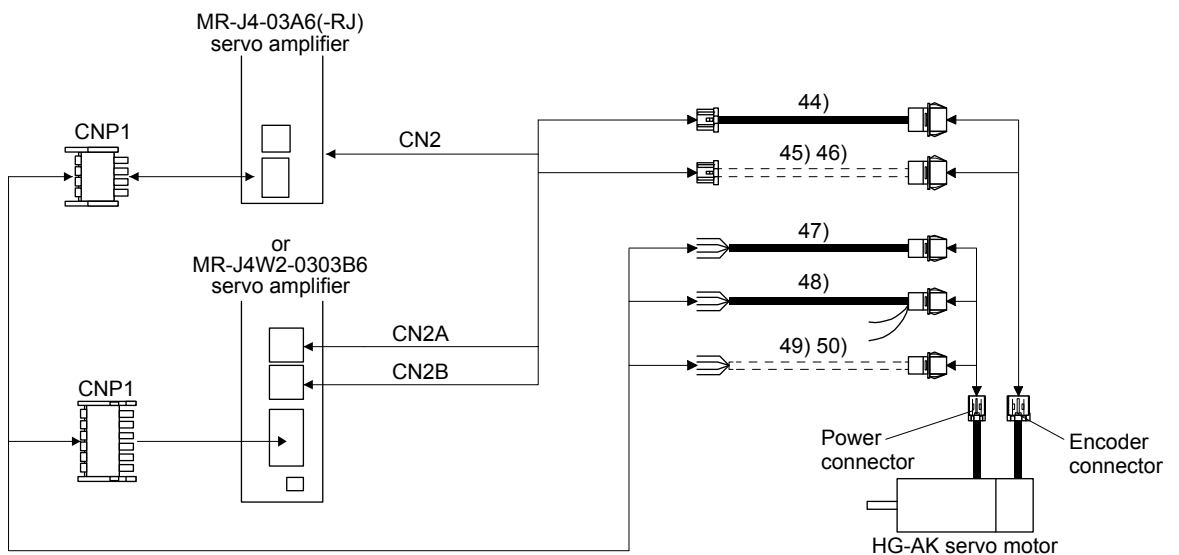 MR-J4-03A6(-RJ)
servo amplifier
44)
CNP1
CN2
45) 46)
47)
or
MR-J4W2-0303B6
servo amplifier
48)
CN2A
49) 50)
CN2B
CNP1
Power
connector
Encoder
connector
HG-AK servo motor